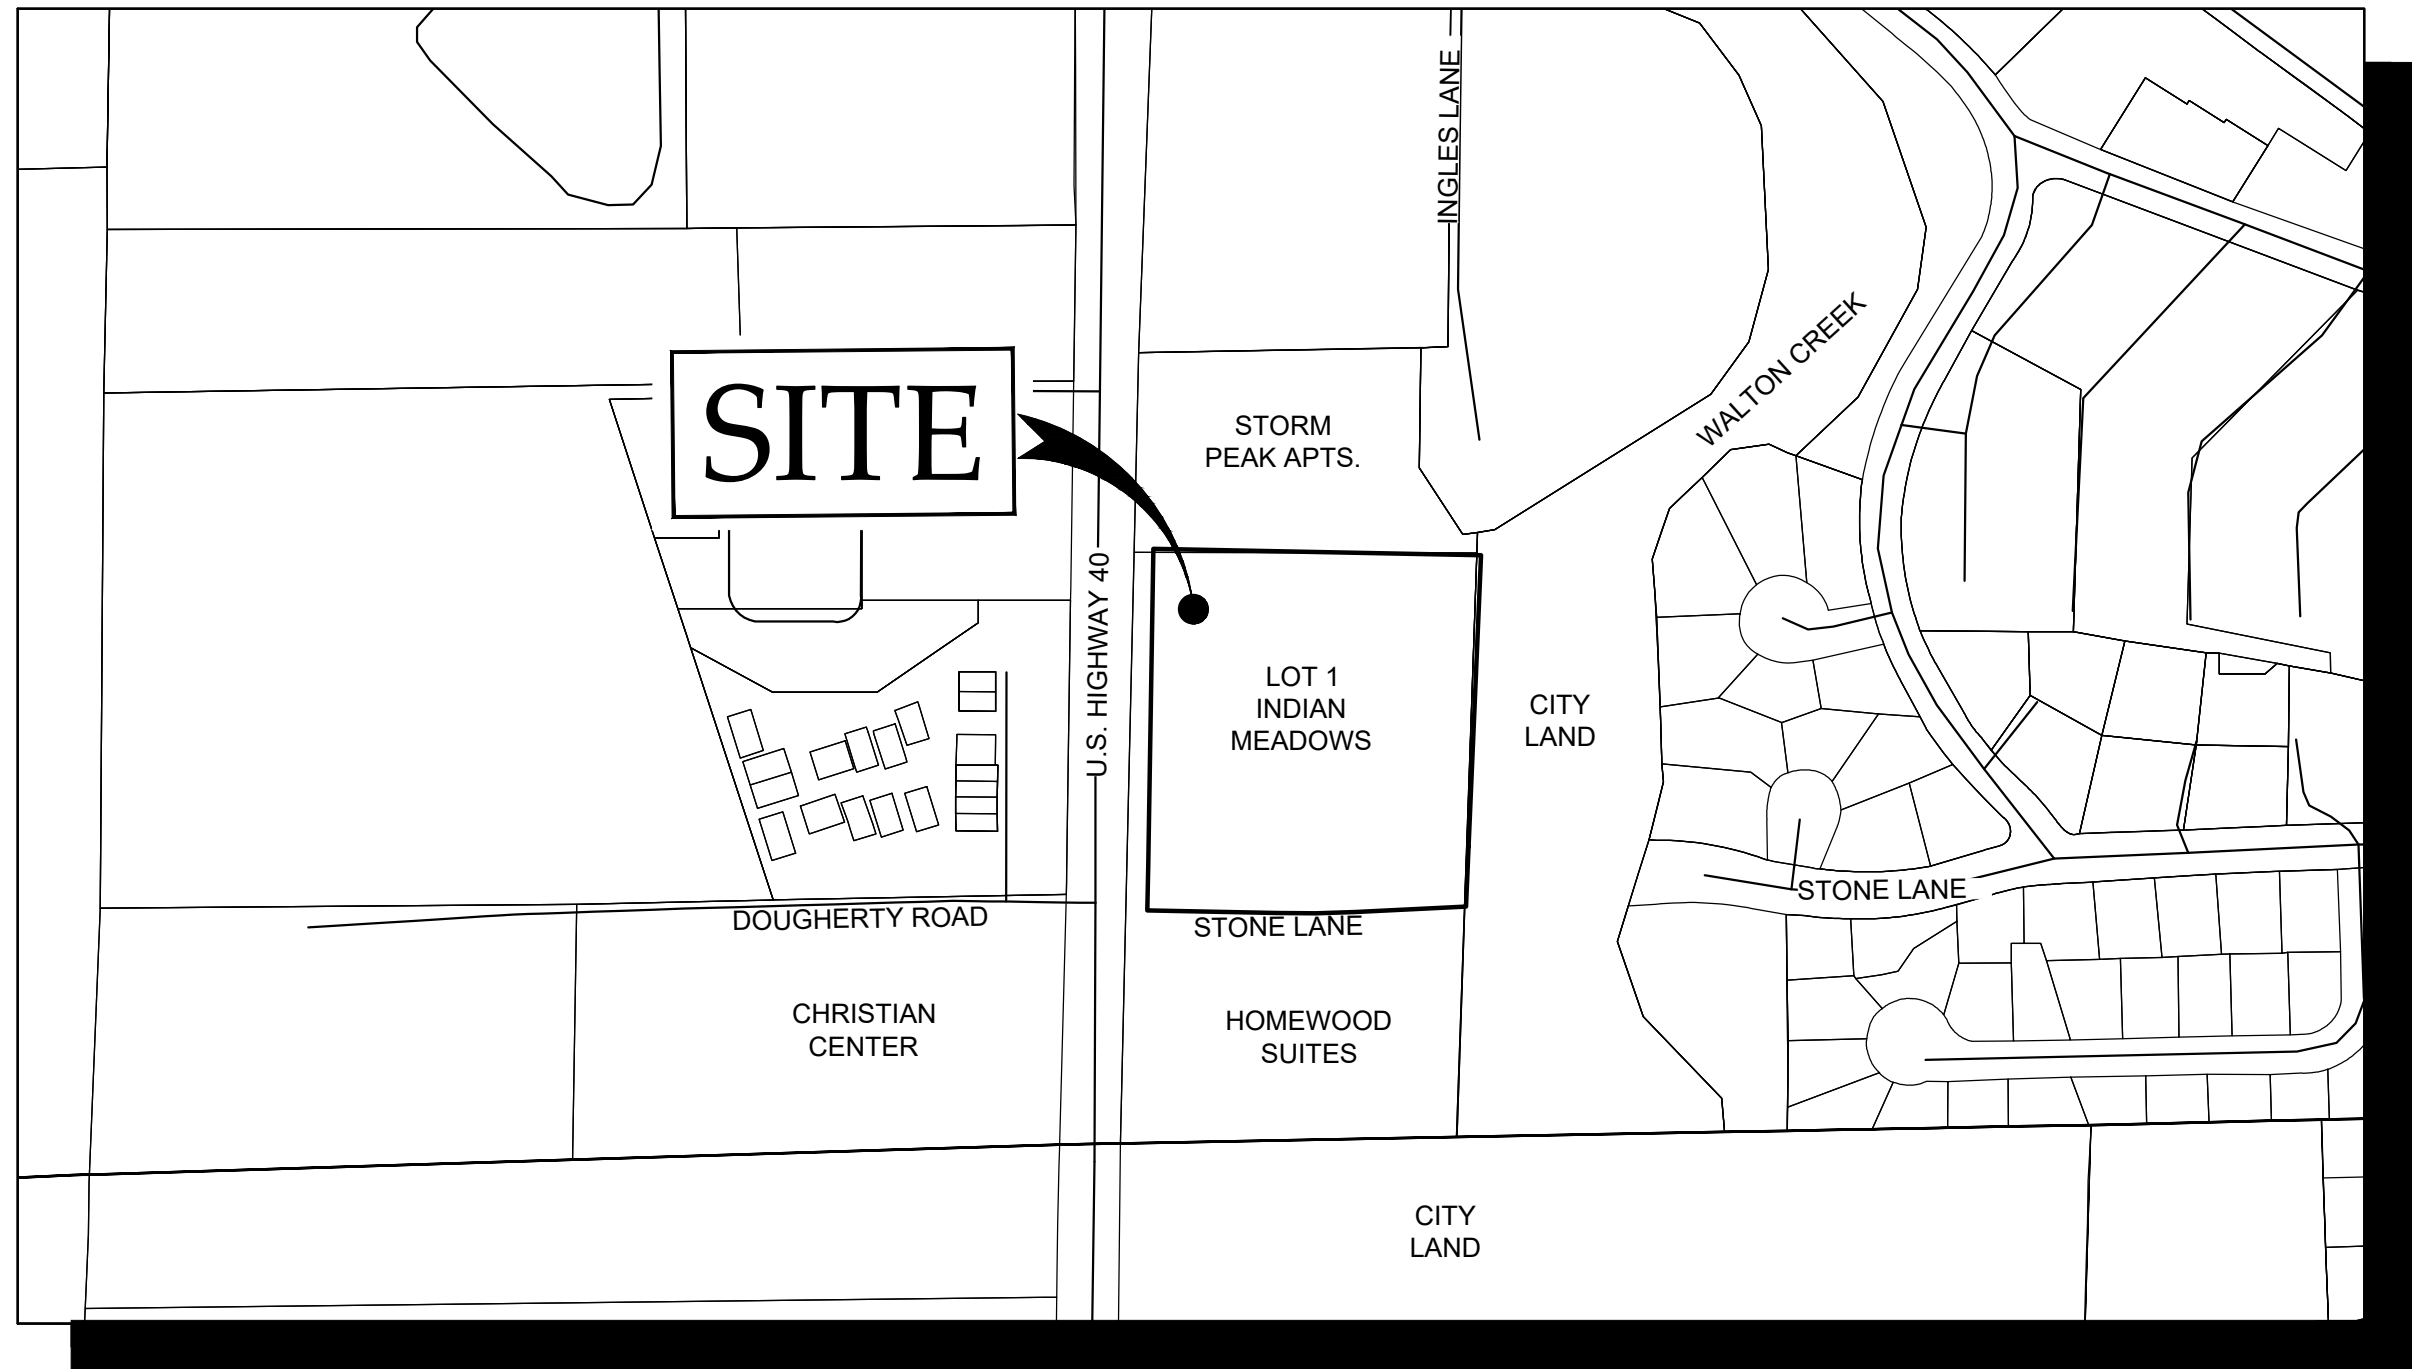 INGLES LANE
WALTON CREEK
SITE
STORM
PEAK APTS.
U.S. HIGHWAY 40
LOT 1
INDIAN
MEADOWS
CITY
LAND
STONE LANE
DOUGHERTY ROAD
STONE LANE
CHRISTIAN
CENTER
HOMEWOOD
SUITES
CITY
LAND